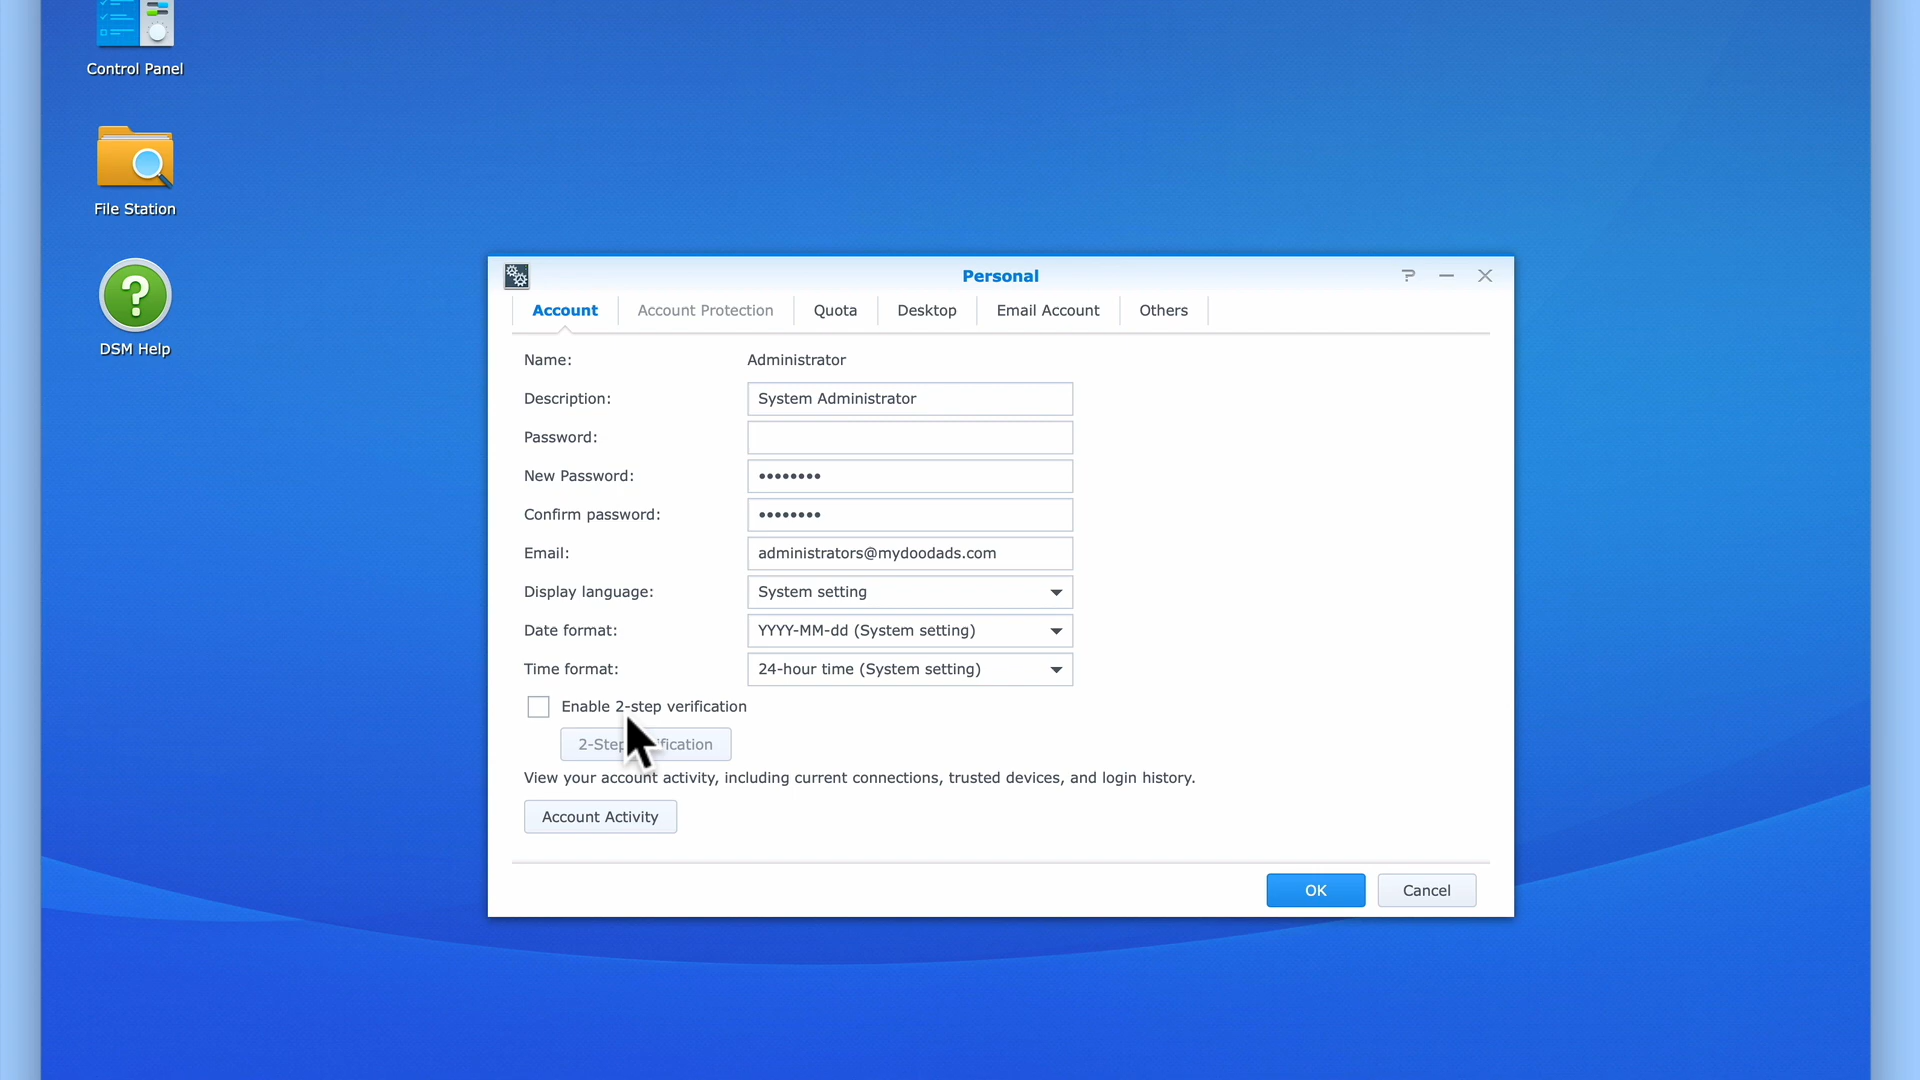 Control Panel
File Station
DSM Help
Personal
Account
Account Protection
Quota
Desktop
Email Account
Others
Name:
Administrator
Description:
System Administrator
Password:
New Password:
••••••••
Confirm password:
••••••••
Email:
administrators@mydoodads.com
Display language:
System setting
Date format:
YYYY-MM-dd (System setting)
Time format:
24-hour time (System setting)
Enable 2-step verification
2-Step
View your account activity, including current connections, trusted devices, and login history.
Account Activity
OK
Cancel